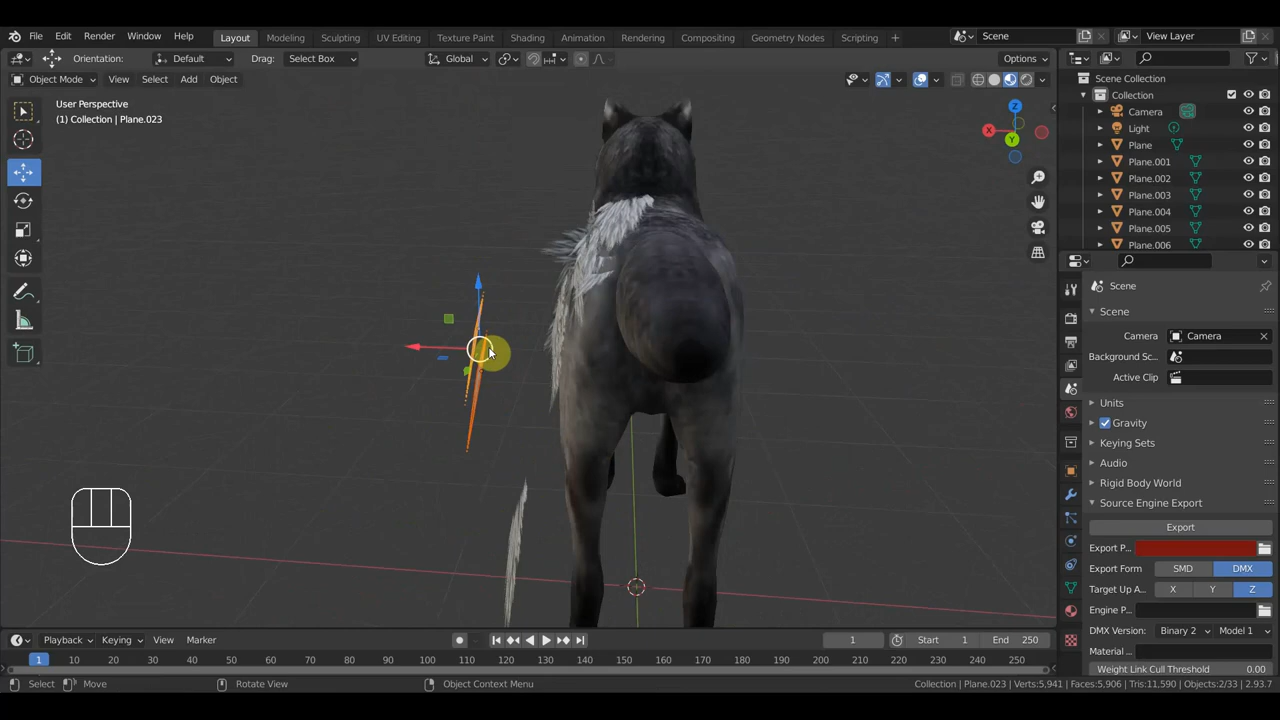 File Edit Render Window Help Layout Modeling Sculpting UV Editing Texture Paint Shading Animation Rendering Compositing Geometry Nodes Scripting + Scene View Layer
Orientation: Default Drag: Select Box Global Options
Object Mode View Select Add Object
User Perspective
(1) Collection | Plane.023
Z
X
Y
Scene Collection
Collection
Camera
Light
Plane
Plane.001
Plane.002
Plane.003
Plane.004
Plane.005
Plane.006
Scene
Scene
Camera Camera
Background Sc...
Active Clip
Units
Gravity
Keying Sets
Audio
Rigid Body World
Source Engine Export
Export
Export P...
Export Form SMD DMX
Target Up A... X Y Z
Engine P...
DMX Version: Binary 2 Model 1
Material ...
Weight Link Cull Threshold 0.00
Playback Keying View Marker 1 Start 1 End 250
1 10 20 30 40 50 60 70 80 90 100 110 120 130 140 150 160 170 180 190 200 210 220 230 240 250
Select Move Rotate View Object Context Menu Collection | Plane.023 | Verts:5,941 | Faces:5,906 | Tris:11,590 | Objects:2/33 | 2.93.7